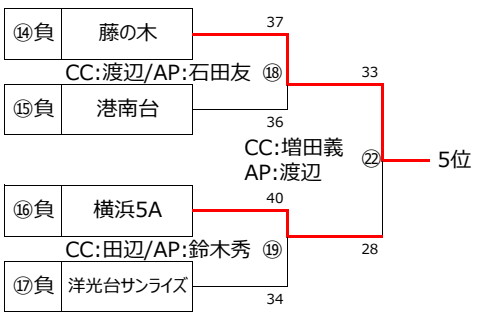 37
⑭負 藤の木
33
CC:渡辺/AP:石田友 ⑱
⑮負 港南台
36
CC:増田義
AP:渡辺
㉒
5位
40
⑯負 横浜5A
28
CC:田辺/AP:鈴木秀 ⑲
⑰負 洋光台サンライズ
34